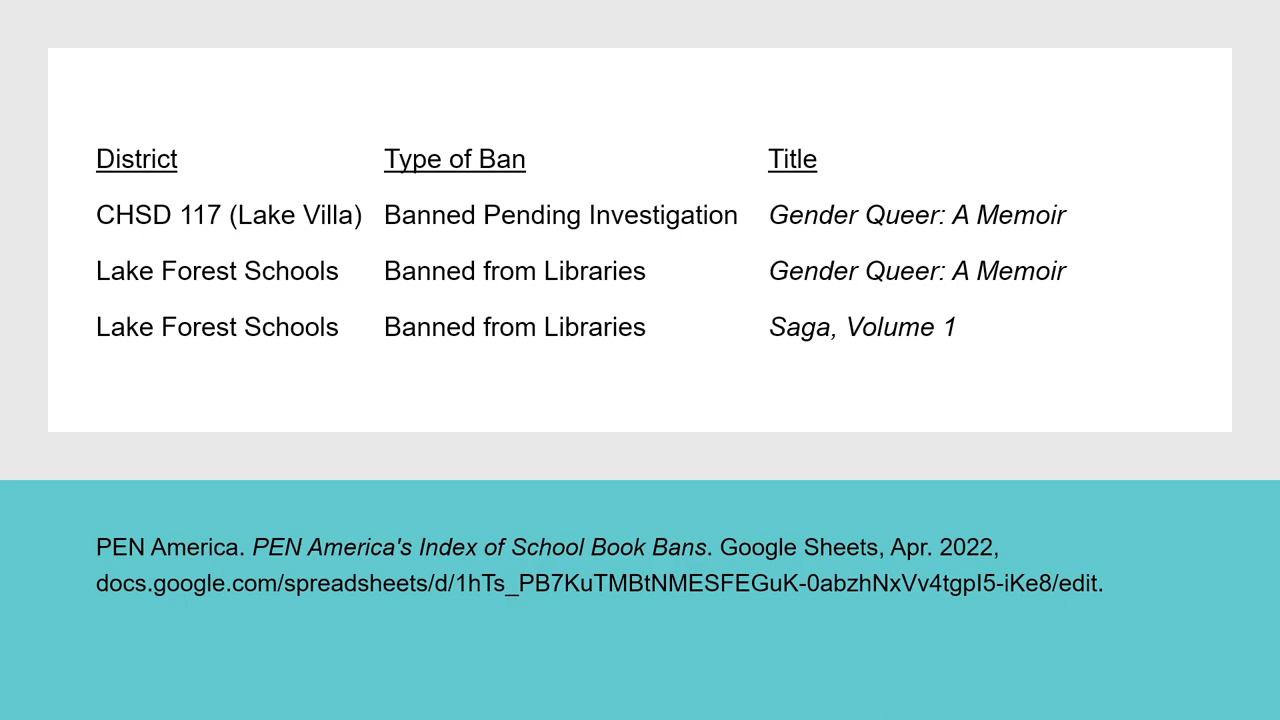 District Type of Ban Title
CHSD 117 (Lake Villa) Banned Pending Investigation Gender Queer: A Memoir
Lake Forest Schools Banned from Libraries Gender Queer: A Memoir
Lake Forest Schools Banned from Libraries Saga, Volume 1
PEN America. PEN America's Index of School Book Bans. Google Sheets, Apr. 2022,
docs.google.com/spreadsheets/d/1hTs_PB7KuTMBtNMESFEGuK-0abzhNxVv4tgpI5-iKe8/edit.